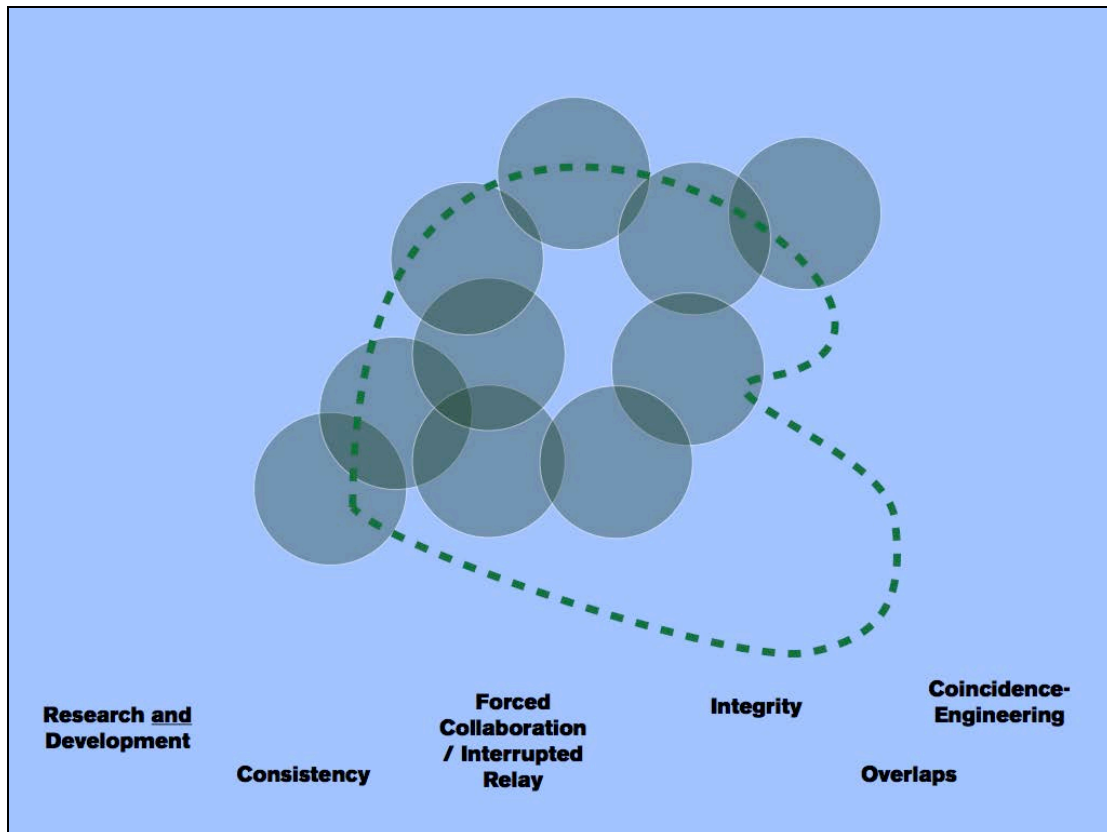 Research and
Development
Consistency
Forced
Collaboration
/ Interrupted
Relay
Integrity
Coincidence-
Engineering
Overlaps